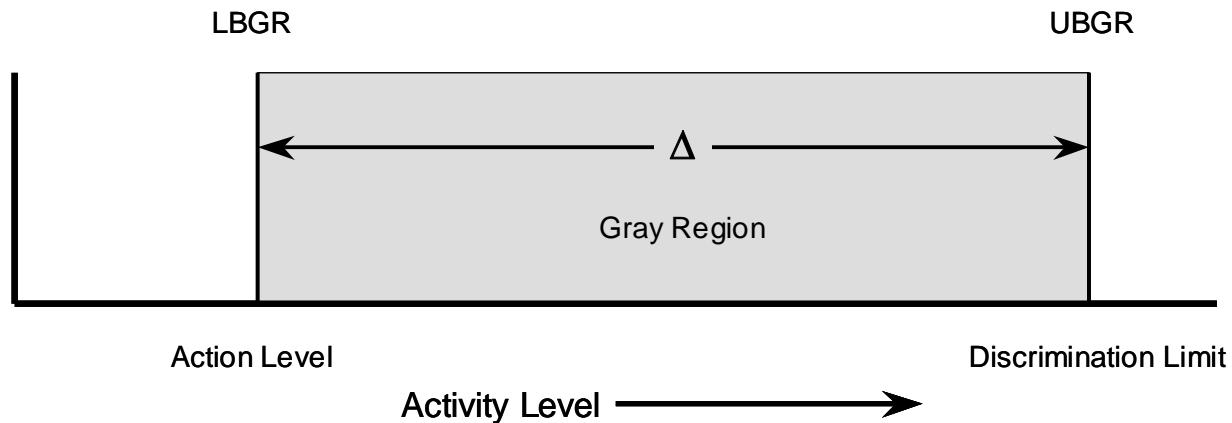 LBGR UBGR
Δ
Gray Region
Action Level Discrimination Limit
Activity Level